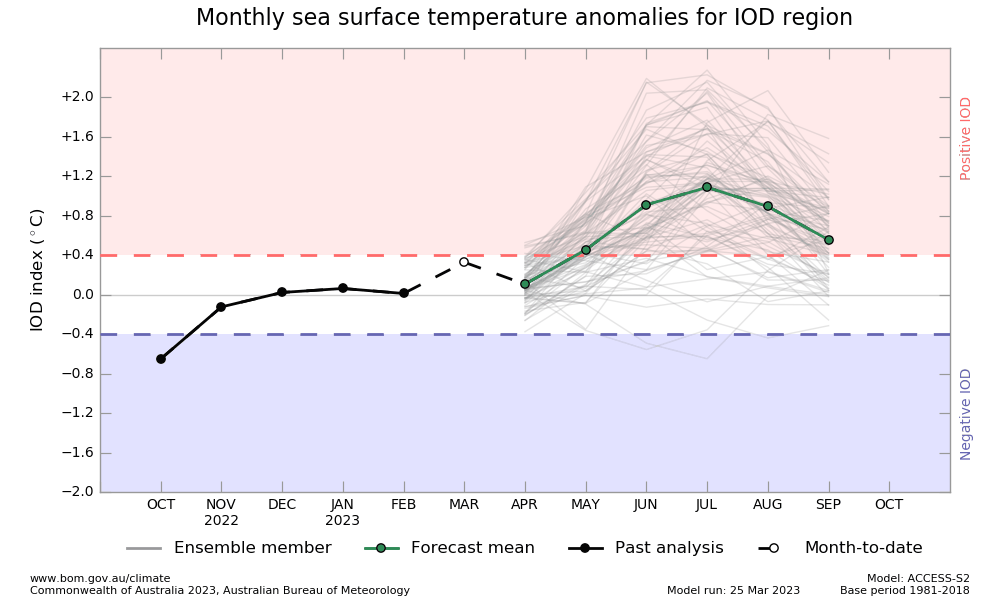 Monthly sea surface temperature anomalies for IOD region
IOD index (°C)
+2.0
+1.6
+1.2
+0.8
+0.4
0.0
−0.4
−0.8
−1.2
−1.6
−2.0
Positive IOD
Negative IOD
OCT NOV DEC JAN FEB MAR APR MAY JUN JUL AUG SEP OCT
2022 2023
Ensemble member Forecast mean Past analysis Month-to-date
www.bom.gov.au/climate Model: ACCESS-S2
Commonwealth of Australia 2023, Australian Bureau of Meteorology Model run: 25 Mar 2023 Base period 1981-2018